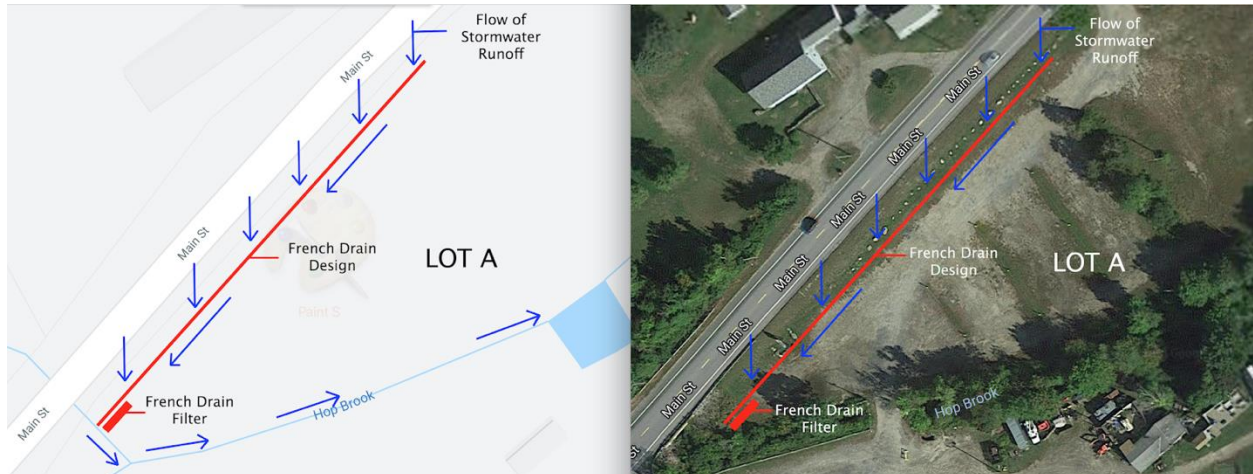 Flow of
Stormwater
Runoff
Main St
Main St
Main St
French Drain
Design
LOT A
Paint S
French Drain
Filter
Hop Brook
Flow of
Stormwater
Runoff
Main St
Main St
Main St
Main St
Main St
Main St
French Drain
Design
LOT A
French Drain
Filter
Hop Brook